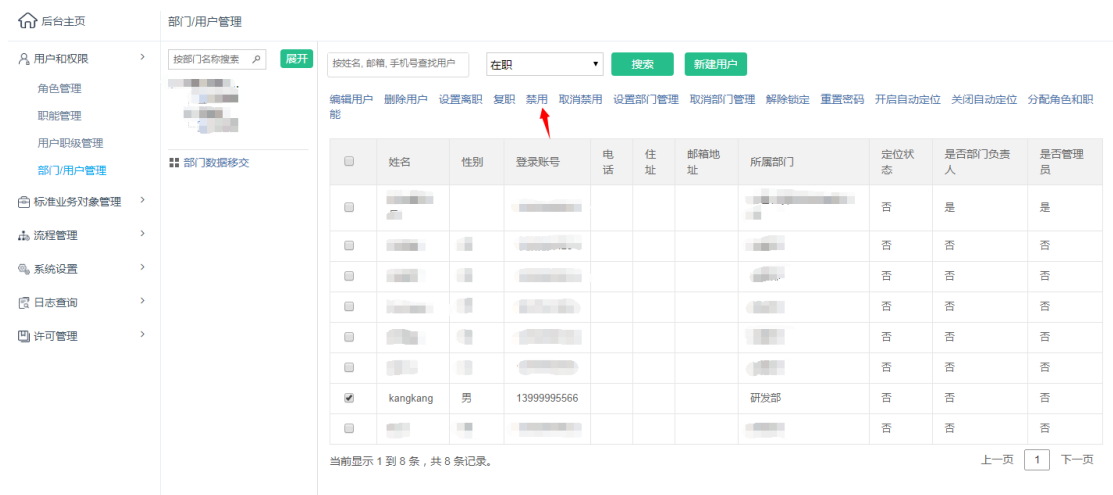 后台主页
部门/用户管理
用户和权限
角色管理
职能管理
用户职级管理
部门/用户管理
标准业务对象管理
流程管理
系统设置
日志查询
许可管理
按部门名称搜索
展开
部门数据移交
按姓名, 邮箱, 手机号查找用户
在职
搜索
新建用户
编辑用户 删除用户 设置离职 复职 禁用 取消禁用 设置部门管理 取消部门管理 解除锁定 重置密码 开启自动定位 关闭自动定位 分配角色和职
能
姓名 性别 登录账号 电话 住址 邮箱地址 所属部门 定位状态 是否部门负责人 是否管理员
否 是 是
否 否 否
否 否 否
否 否 否
否 否 否
否 否 否
kangkang 男 13999995566 研发部 否 否 否
否 否 否
当前显示 1 到 8 条，共 8 条记录。
上一页 1 下一页